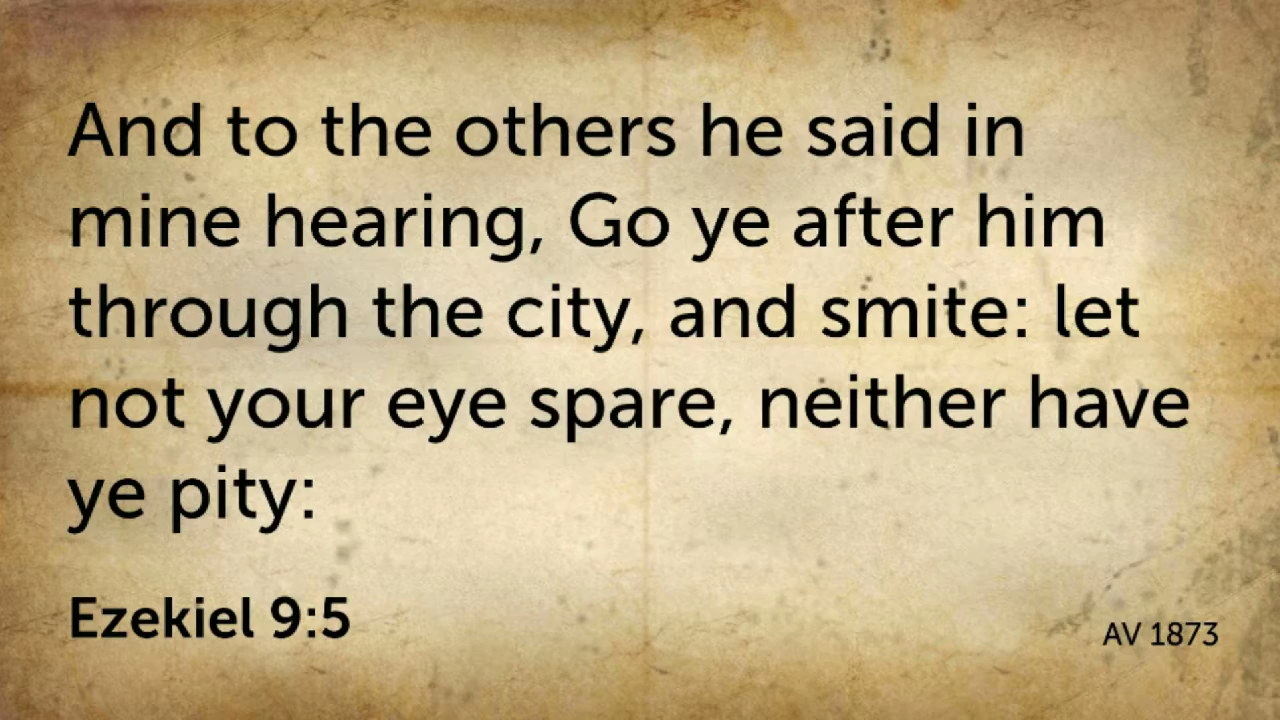 And to the others he said in
mine hearing, Go ye after him
through the city, and smite: let
not your eye spare, neither have
ye pity:
Ezekiel 9:5
AV 1873